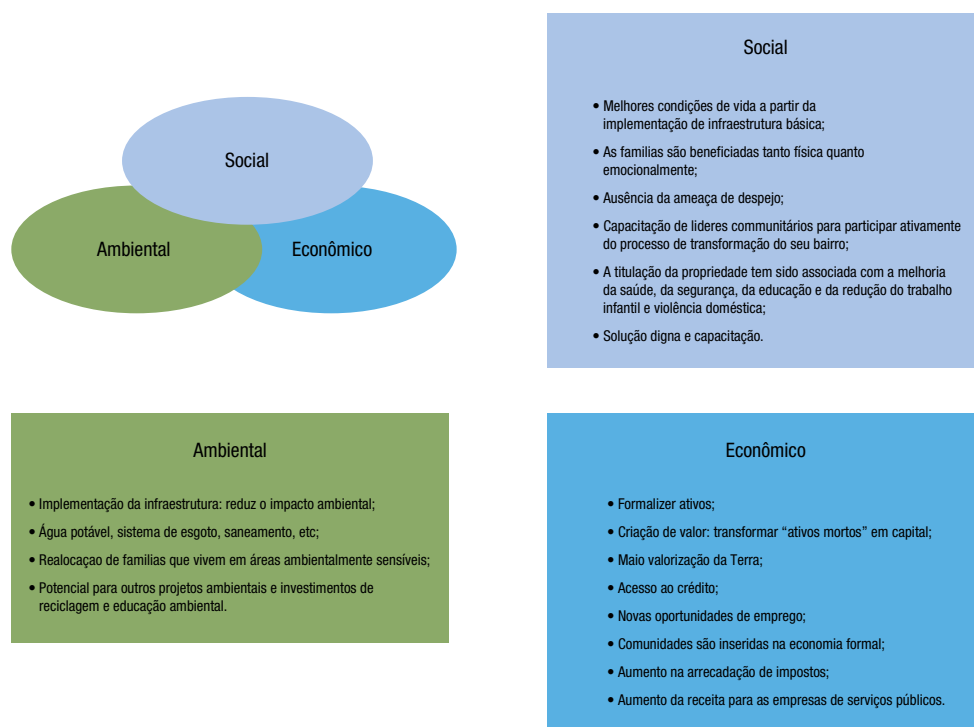 Social
Ambiental
Econômico
Social
• Melhores condições de vida a partir da
implementação de infraestrutura básica;
• As familias são beneficiadas tanto física quanto
emocionalmente;
• Ausência da ameaça de despejo;
• Capacitação de lideres communitários para participar ativamente
do processo de transformação do seu bairro;
• A titulação da propriedade tem sido associada com a melhoria
da saúde, da segurança, da educação e da redução do trabalho
infantil e violência doméstica;
• Solução digna e capacitação.
Ambiental
• Implementação da infraestrutura: reduz o impacto ambiental;
• Água potável, sistema de esgoto, saneamento, etc;
• Realocaçao de familias que vivem em áreas ambientalmente sensíveis;
• Potencial para outros projetos ambientais e investimentos de
reciclagem e educação ambiental.
Econômico
• Formalizer ativos;
• Criação de valor: transformar “ativos mortos” em capital;
• Maio valorização da Terra;
• Acesso ao crédito;
• Novas oportunidades de emprego;
• Comunidades são inseridas na economia formal;
• Aumento na arrecadação de impostos;
• Aumento da receita para as empresas de serviços públicos.